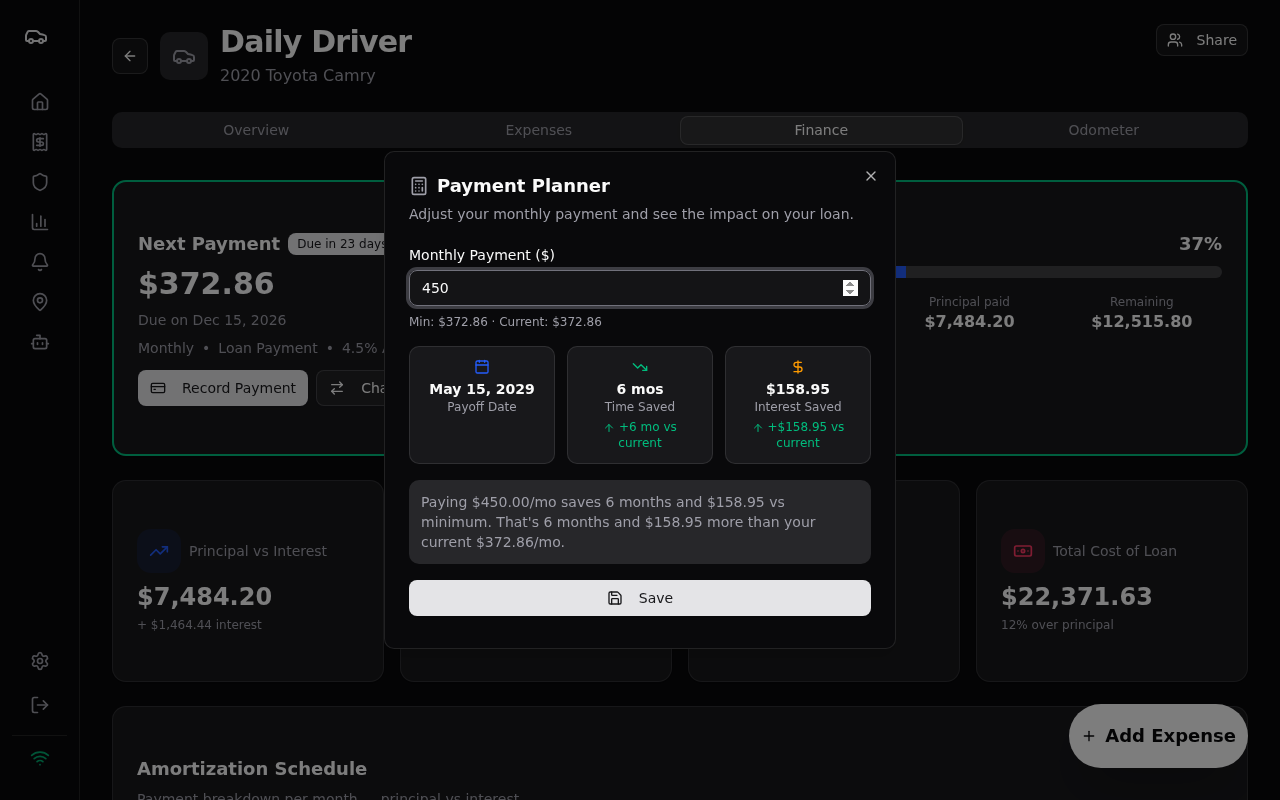 Daily Driver
2020 Toyota Camry
Share
Overview
Expenses
Finance
Odometer
Next Payment
Due in 23 days
$372.86
Due on Dec 15, 2026
Monthly • Loan Payment • 4.5%
Record Payment
37%
Principal paid
$7,484.20
Remaining
$12,515.80
Payment Planner
Adjust your monthly payment and see the impact on your loan.
Monthly Payment ($)
450
Min: $372.86 · Current: $372.86
May 15, 2029
Payoff Date
6 mos
Time Saved
↑ +6 mo vs
current
$158.95
Interest Saved
↑ +$158.95 vs
current
Paying $450.00/mo saves 6 months and $158.95 vs
minimum. That's 6 months and $158.95 more than your
current $372.86/mo.
Save
Principal vs Interest
$7,484.20
+ $1,464.44 interest
Total Cost of Loan
$22,371.63
12% over principal
+ Add Expense
Amortization Schedule
Payment breakdown per month — principal vs interest